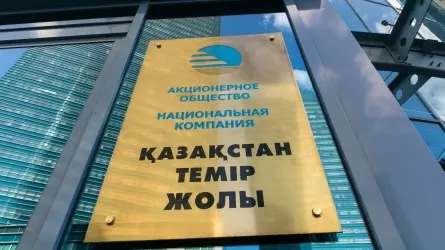 АКЦИОНЕРНОЕ
ОБЩЕСТВО
НАЦИОНАЛЬНАЯ
КОМПАНИЯ
ҚАЗАҚСТАН
ТЕМІР
ЖОЛЫ